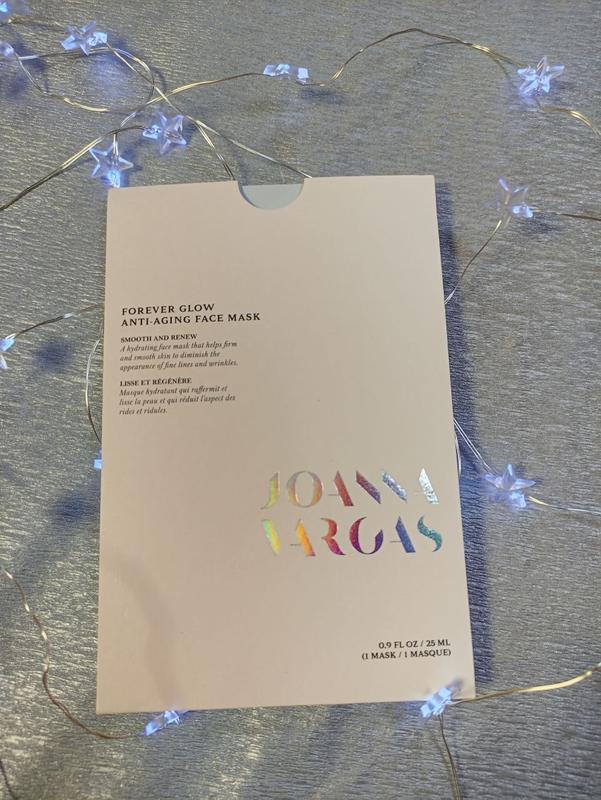 FOREVER GLOW
ANTI-AGING FACE MASK
SMOOTH AND RENEW
A hydrating face mask that helps firm
and smooth skin to diminish the
appearance of fine lines and wrinkles.
LISSE ET RÉGÉNÈRE
Masque hydratant qui raffermit et
lisse la peau et qui réduit l'aspect des
rides et ridules.
JOANNA
VARGAS
0.9 FL OZ / 25 ML
(1 MASK / 1 MASQUE)